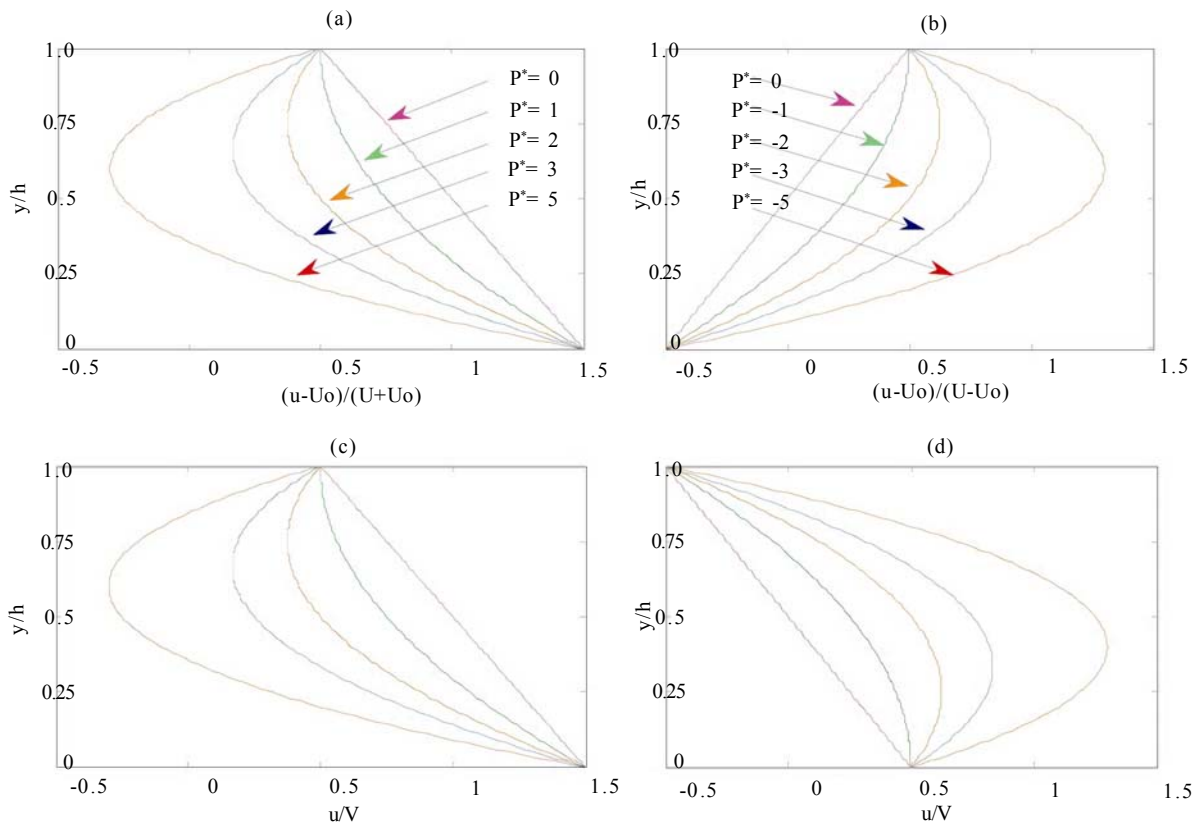 (a)
1.0
0.75
0.5
0.25
0
y/h
P*= 0
P*= 1
P*= 2
P*= 3
P*= 5
-0.5 0 0.5 1 1.5
(u-Uo)/(U+Uo)
(b)
1.0
0.75
0.5
0.25
0
y/h
P*= 0
P*= -1
P*= -2
P*= -3
P*= -5
-0.5 0 0.5 1 1.5
(u-Uo)/(U-Uo)
(c)
1.0
0.75
0.5
0.25
0
y/h
-0.5 0 0.5 1 1.5
u/V
(d)
1.0
0.75
0.5
0.25
0
y/h
-0.5 0 0.5 1 1.5
u/V